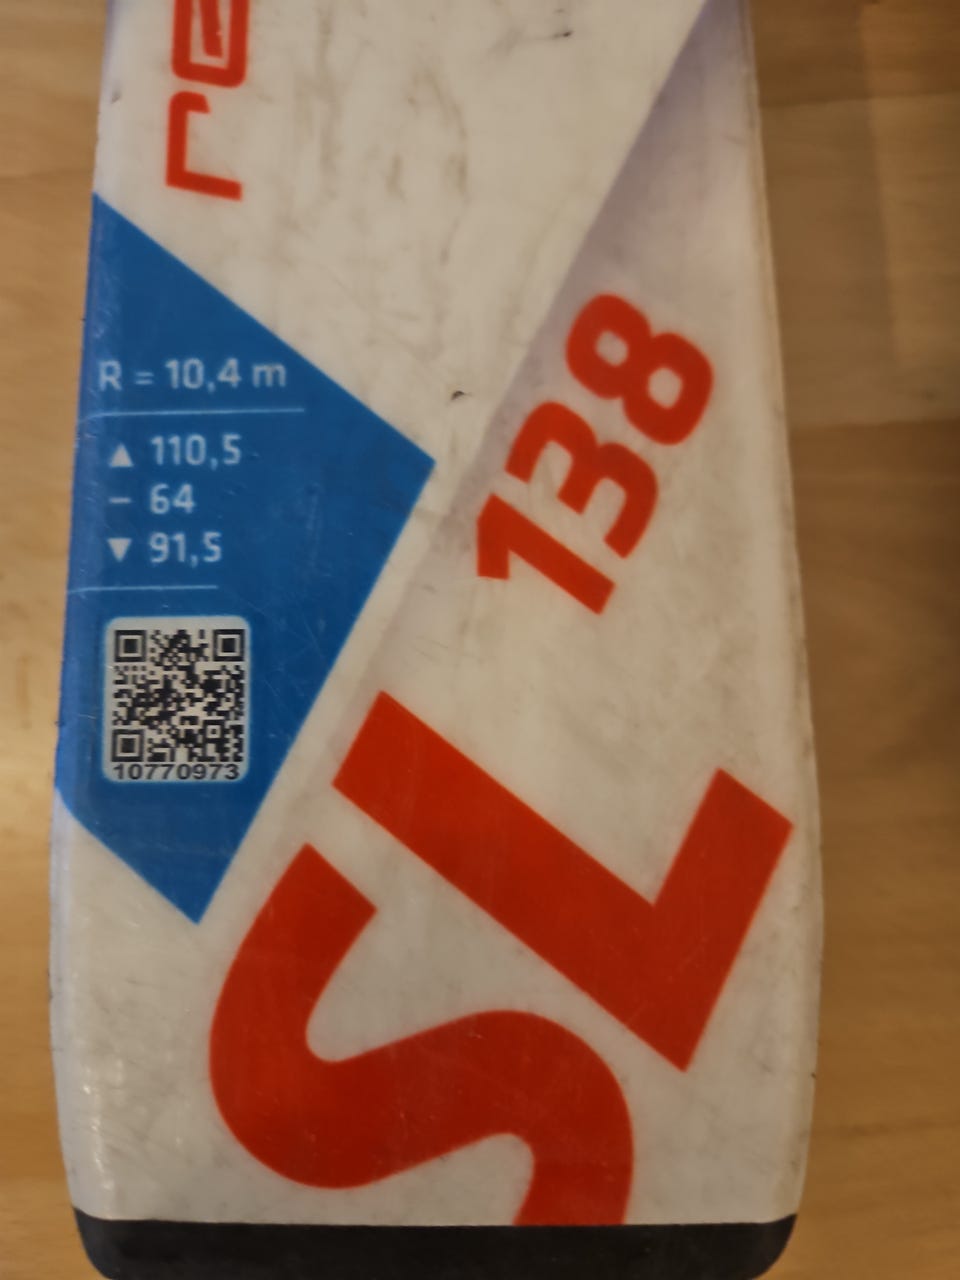 R = 10,4 m
▲ 110,5
– 64
▼ 91,5
10770973
SL 138